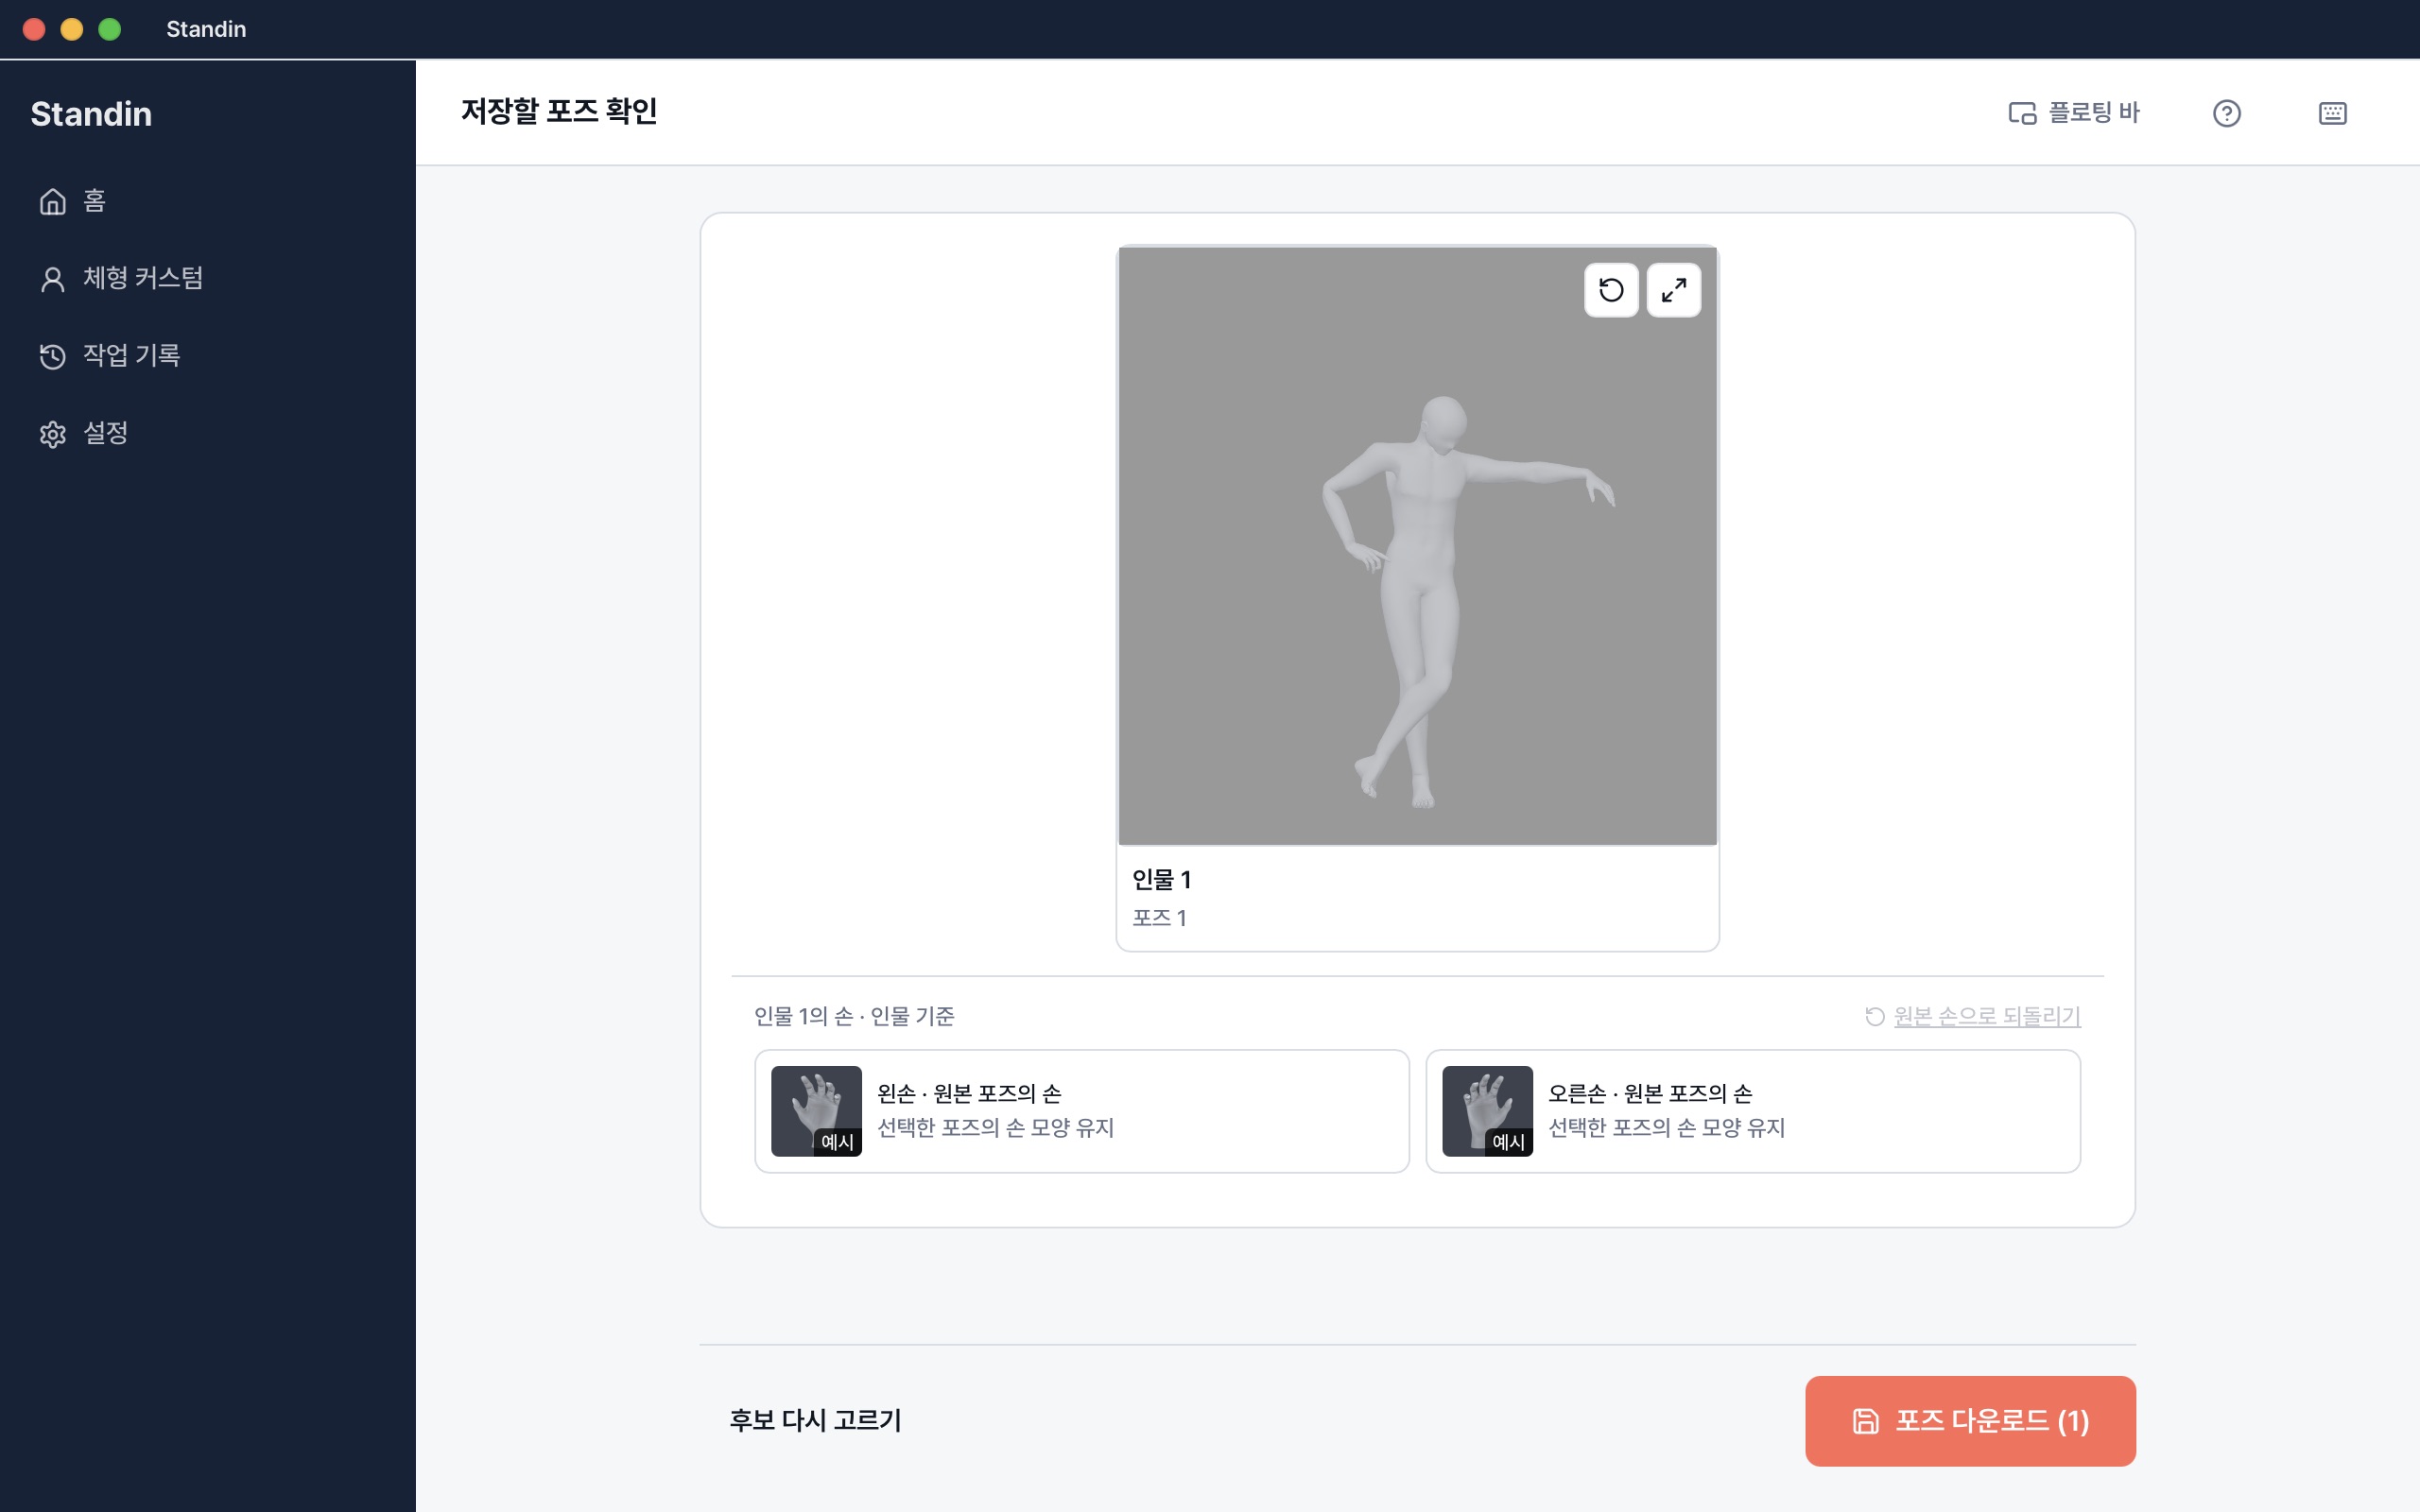 Standin
Standin
홈
체형 커스텀
작업 기록
설정
저장할 포즈 확인
플로팅 바
인물 1
포즈 1
인물 1의 손 · 인물 기준
원본 손으로 되돌리기
예시
왼손 · 원본 포즈의 손
선택한 포즈의 손 모양 유지
예시
오른손 · 원본 포즈의 손
선택한 포즈의 손 모양 유지
후보 다시 고르기
포즈 다운로드 (1)